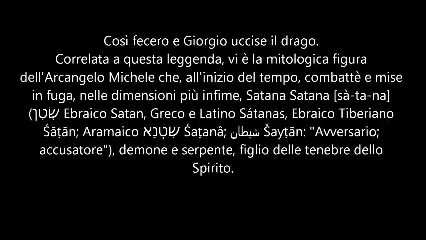 Così fecero e Giorgio uccise il drago.
Correlata a questa leggenda, vi è la mitologica figura
dell'Arcangelo Michele che, all'inizio del tempo, combattè e mise
in fuga, nelle dimensioni più infime, Satana Satana [sà-ta-na]
(שָׂטָן Ebraico Satan, Greco e Latino Sátanas, Ebraico Tiberiano
Śāṭān; Aramaico שִׂטְנָא Śaṭanâ; شيطان Šayṭān: "Avversario;
accusatore"), demone e serpente, figlio delle tenebre dello
Spirito.